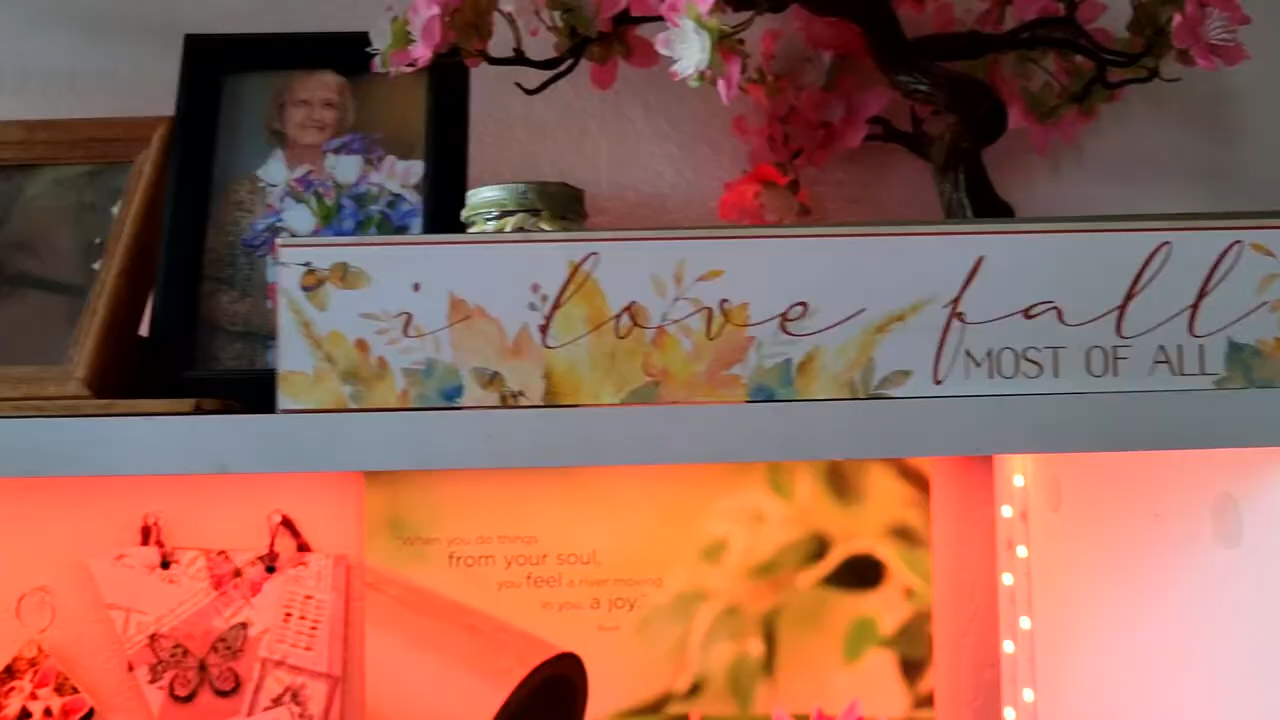 i love fall
MOST OF ALL
"When you do things
from your soul,
you feel a river moving
in you, a joy."